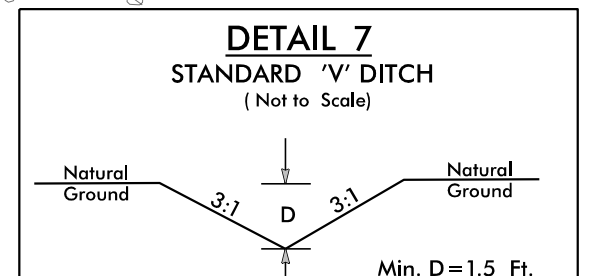 DETAIL 7
STANDARD 'V' DITCH
( Not to Scale)
Natural
Ground
3:1
D
3:1
Natural
Ground
Min. D=1.5 Ft.